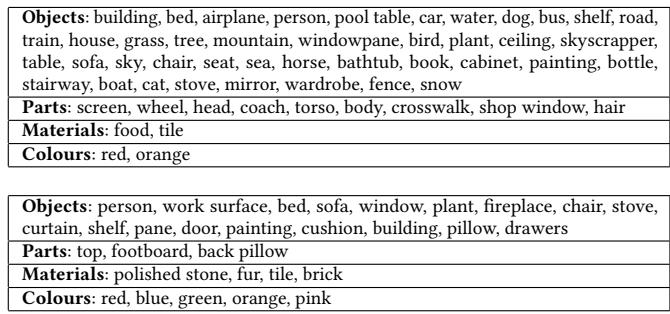 Objects: building, bed, airplane, person, pool table, car, water, dog, bus, shelf, road,
train, house, grass, tree, mountain, windowpane, bird, plant, ceiling, skyscrapper,
table, sofa, sky, chair, seat, sea, horse, bathtub, book, cabinet, painting, bottle,
stairway, boat, cat, stove, mirror, wardrobe, fence, snow
Parts: screen, wheel, head, coach, torso, body, crosswalk, shop window, hair
Materials: food, tile
Colours: red, orange
Objects: person, work surface, bed, sofa, window, plant, fireplace, chair, stove,
curtain, shelf, pane, door, painting, cushion, building, pillow, drawers
Parts: top, footboard, back pillow
Materials: polished stone, fur, tile, brick
Colours: red, blue, green, orange, pink